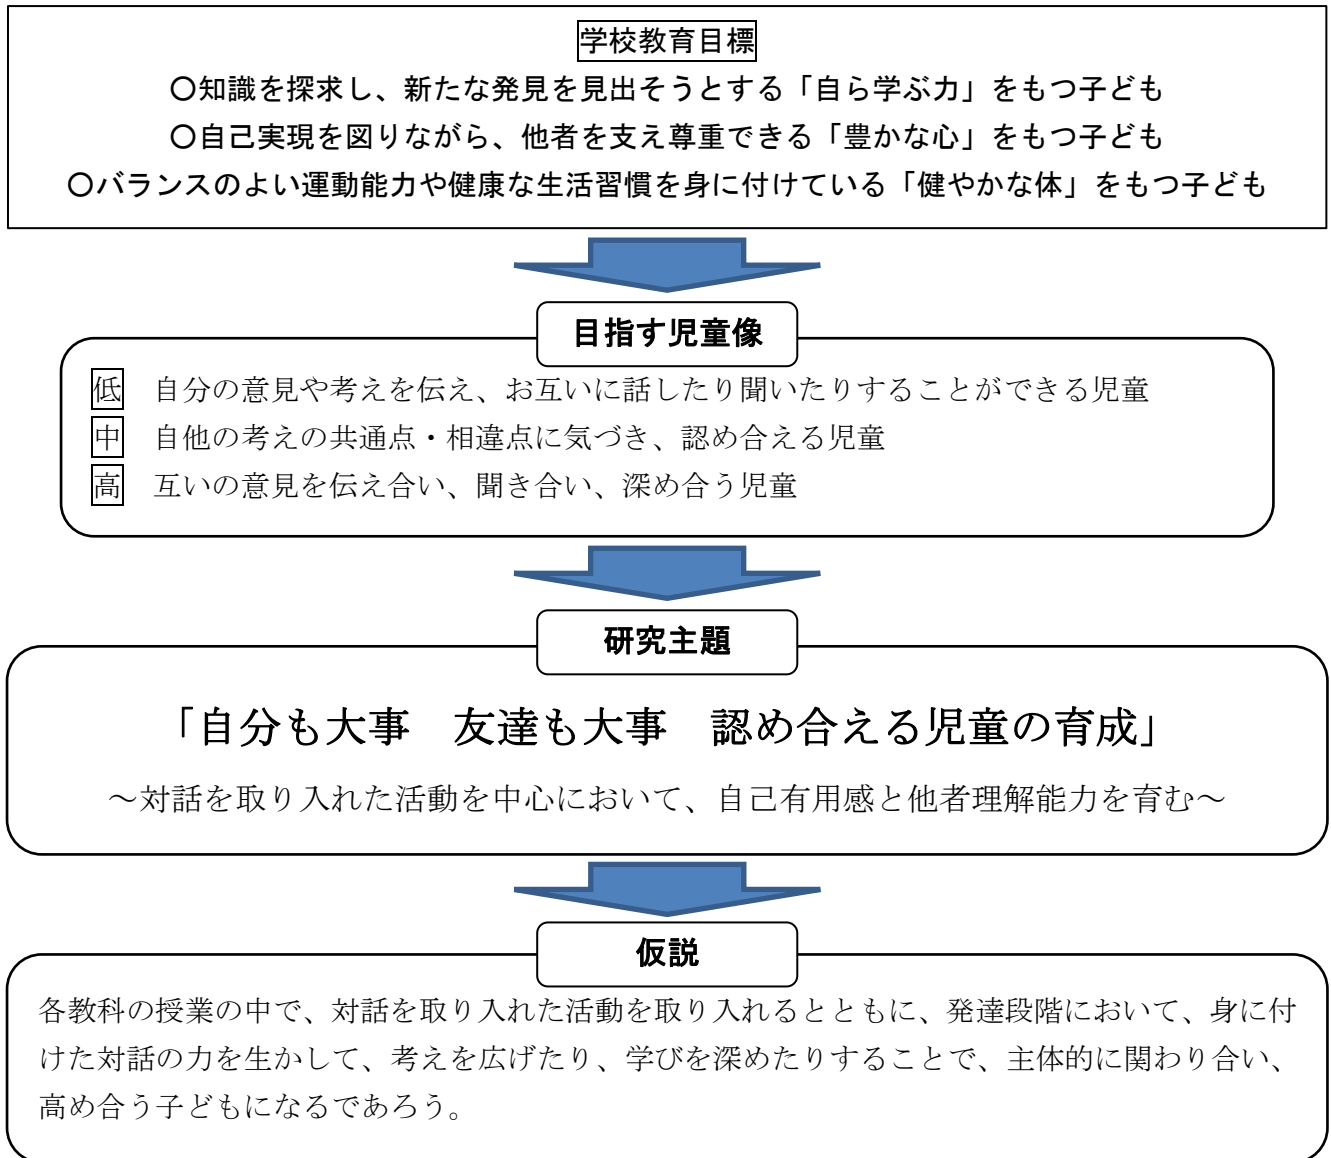 学校教育目標
〇知識を探求し、新たな発見を見出そうとする「自ら学ぶ力」をもつ子ども
〇自己実現を図りながら、他者を支え尊重できる「豊かな心」をもつ子ども
〇バランスのよい運動能力や健康な生活習慣を身に付けている「健やかな体」をもつ子ども
目指す児童像
低　自分の意見や考えを伝え、お互いに話したり聞いたりすることができる児童
中　自他の考えの共通点・相違点に気づき、認め合える児童
高　互いの意見を伝え合い、聞き合い、深め合う児童
研究主題
「自分も大事　友達も大事　認め合える児童の育成」
～対話を取り入れた活動を中心において、自己有用感と他者理解能力を育む～
仮説
各教科の授業の中で、対話を取り入れた活動を取り入れるとともに、発達段階において、身に付
けた対話の力を生かして、考えを広げたり、学びを深めたりすることで、主体的に関わり合い、
高め合う子どもになるであろう。